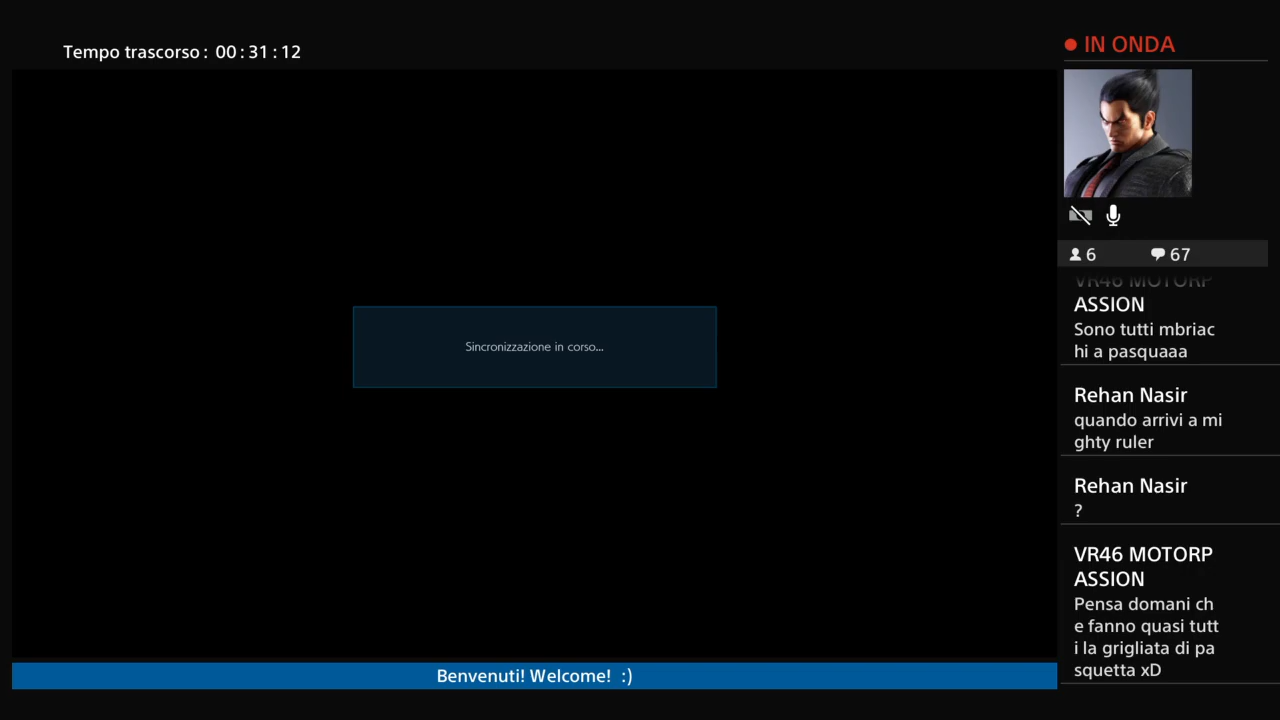 Tempo trascorso: 00:31:12
IN ONDA
6 67
VR46 MOTORP
ASSION
Sono tutti mbriac
hi a pasquaaa
Rehan Nasir
quando arrivi a mi
ghty ruler
Rehan Nasir
?
VR46 MOTORP
ASSION
Pensa domani ch
e fanno quasi tutt
i la grigliata di pa
squetta xD
Sincronizzazione in corso...
Benvenuti! Welcome! :)